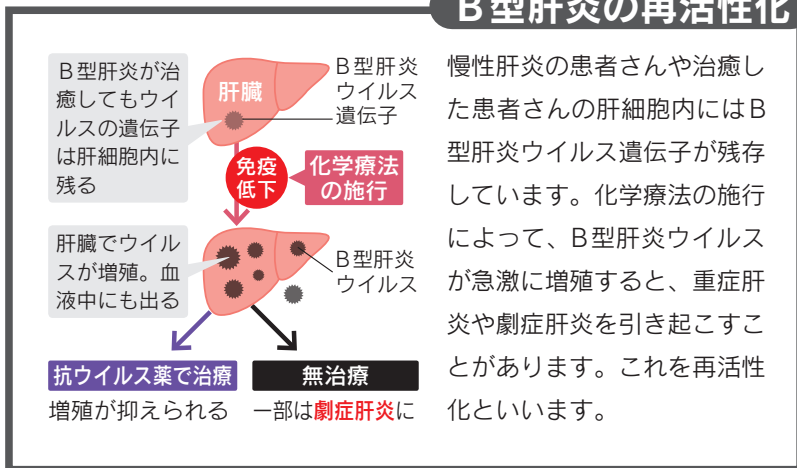 B型肝炎の再活性化
B型肝炎が治
癒してもウイ
ルスの遺伝子
は肝細胞内に
残る
肝臓
B型肝炎
ウイルス
遺伝子
免疫
低下
化学療法
の施行
肝臓でウイル
スが増殖。血
液中にも出る
B型肝炎
ウイルス
抗ウイルス薬で治療
増殖が抑えられる
無治療
一部は劇症肝炎に
慢性肝炎の患者さんや治癒し
た患者さんの肝細胞内にはB
型肝炎ウイルス遺伝子が残存
しています。化学療法の施行
によって、B型肝炎ウイルス
が急激に増殖すると、重症肝
炎や劇症肝炎を引き起こすこ
とがあります。これを再活性
化といいます。